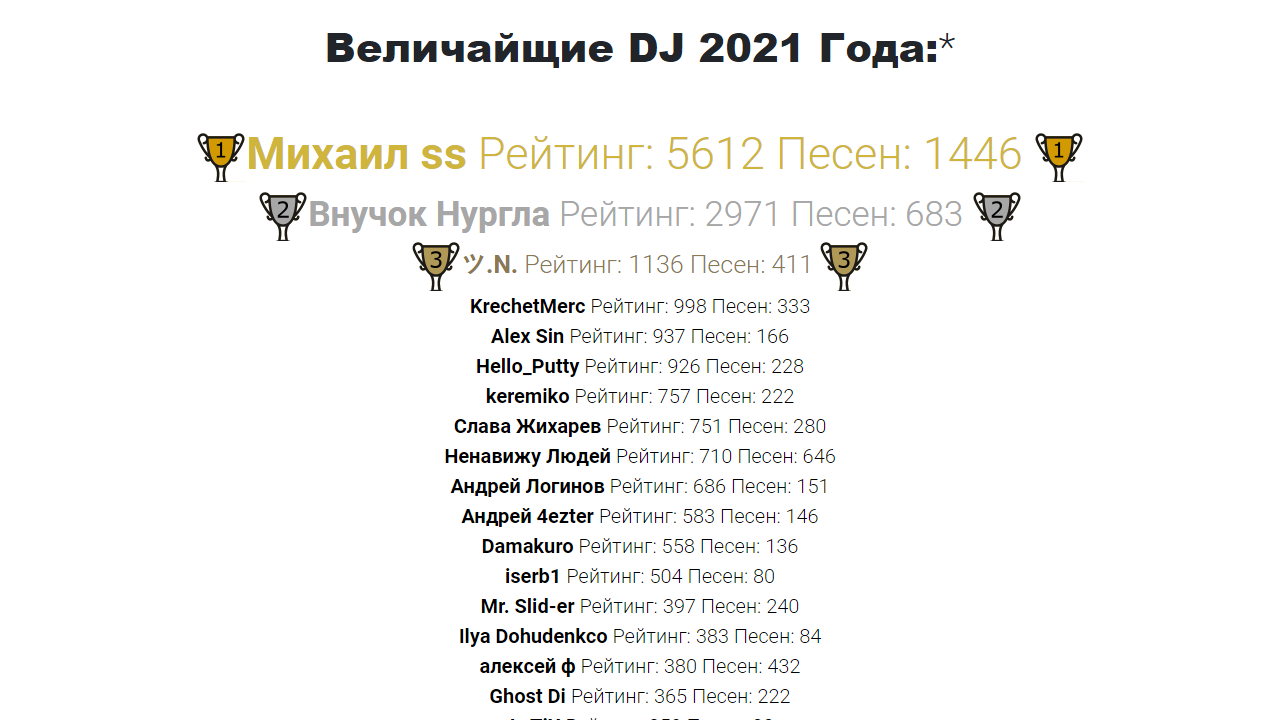 Величайщие DJ 2021 Года:*
1 Михаил ss Рейтинг: 5612 Песен: 1446 1
2 Внучок Нургла Рейтинг: 2971 Песен: 683 2
3 ツ.N. Рейтинг: 1136 Песен: 411 3
KrechetMerc Рейтинг: 998 Песен: 333
Alex Sin Рейтинг: 937 Песен: 166
Hello_Putty Рейтинг: 926 Песен: 228
keremiko Рейтинг: 757 Песен: 222
Слава Жихарев Рейтинг: 751 Песен: 280
Ненавижу Людей Рейтинг: 710 Песен: 646
Андрей Логинов Рейтинг: 686 Песен: 151
Андрей 4ezter Рейтинг: 583 Песен: 146
Damakuro Рейтинг: 558 Песен: 136
iserb1 Рейтинг: 504 Песен: 80
Mr. Slid-er Рейтинг: 397 Песен: 240
Ilya Dohudenkco Рейтинг: 383 Песен: 84
алексей ф Рейтинг: 380 Песен: 432
Ghost Di Рейтинг: 365 Песен: 222